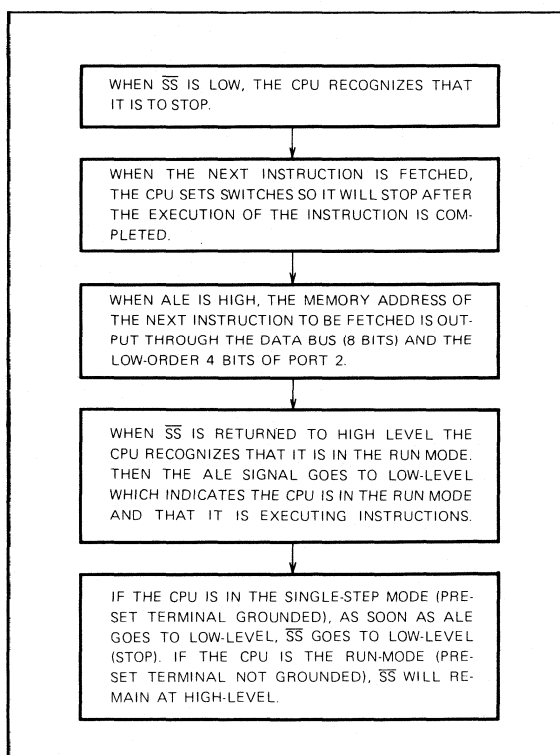 WHEN S̅S̅ IS LOW, THE CPU RECOGNIZES THAT
IT IS TO STOP.
WHEN THE NEXT INSTRUCTION IS FETCHED,
THE CPU SETS SWITCHES SO IT WILL STOP AFTER
THE EXECUTION OF THE INSTRUCTION IS COM-
PLETED.
WHEN ALE IS HIGH, THE MEMORY ADDRESS OF
THE NEXT INSTRUCTION TO BE FETCHED IS OUT-
PUT THROUGH THE DATA BUS (8 BITS) AND THE
LOW-ORDER 4 BITS OF PORT 2.
WHEN S̅S̅ IS RETURNED TO HIGH LEVEL THE
CPU RECOGNIZES THAT IT IS IN THE RUN MODE.
THEN THE ALE SIGNAL GOES TO LOW-LEVEL
WHICH INDICATES THE CPU IS IN THE RUN MODE
AND THAT IT IS EXECUTING INSTRUCTIONS.
IF THE CPU IS IN THE SINGLE-STEP MODE (PRE-
SET TERMINAL GROUNDED), AS SOON AS ALE
GOES TO LOW-LEVEL, S̅S̅ GOES TO LOW-LEVEL
(STOP). IF THE CPU IS THE RUN-MODE (PRE-
SET TERMINAL NOT GROUNDED), S̅S̅ WILL RE-
MAIN AT HIGH-LEVEL.